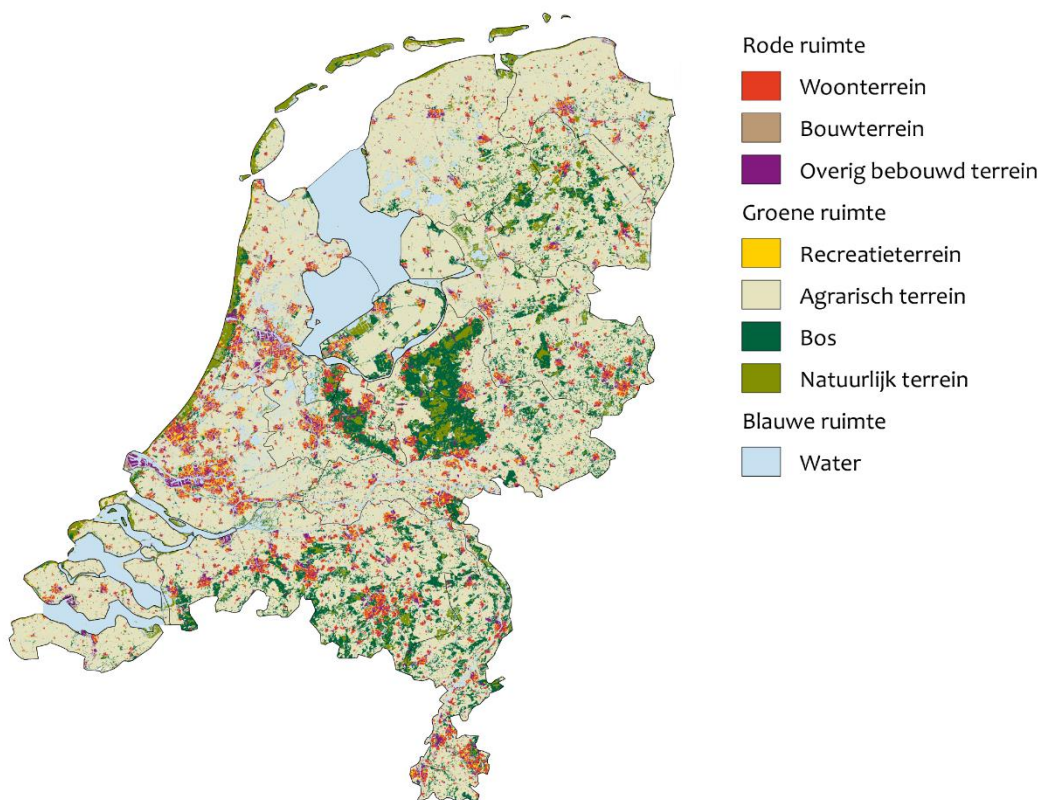 Rode ruimte
Woonterrein
Bouwterrein
Overig bebouwd terrein
Groene ruimte
Recreatieterrein
Agrarisch terrein
Bos
Natuurlijk terrein
Blauwe ruimte
Water